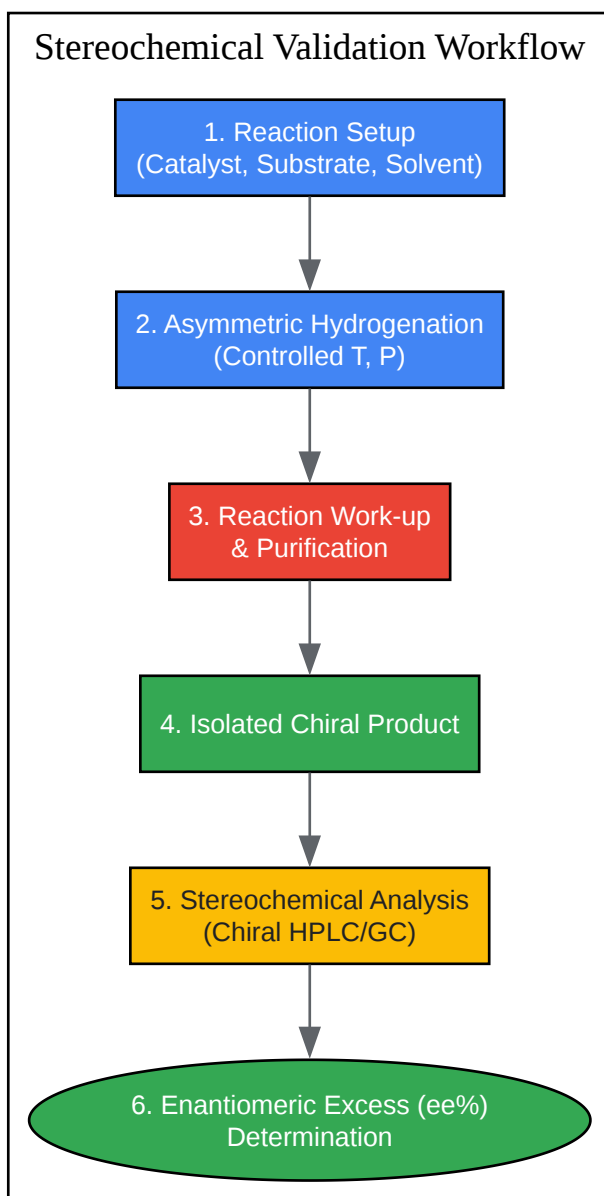 Stereochemical Validation Workflow
1. Reaction Setup
(Catalyst, Substrate, Solvent)
2. Asymmetric Hydrogenation
(Controlled T, P)
3. Reaction Work-up
& Purification
4. Isolated Chiral Product
5. Stereochemical Analysis
(Chiral HPLC/GC)
6. Enantiomeric Excess (ee%)
Determination